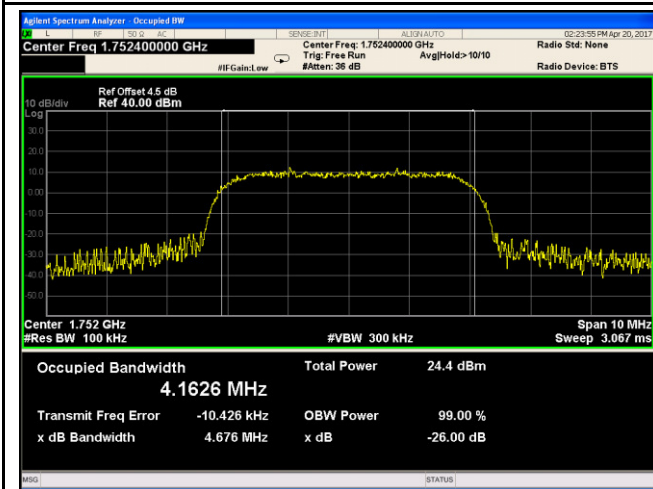 Agilent Spectrum Analyzer - Occupied BW
L RF 50 Ω AC SENSE:INT ALIGN AUTO 02:23:55 PM Apr 20, 2017
Center Freq 1.752400000 GHz Center Freq: 1.752400000 GHz Radio Std: None
Trig: Free Run Avg|Hold:> 10/10
#IFGain:Low #Atten: 36 dB Radio Device: BTS
Ref Offset 4.5 dB
10 dB/div Ref 40.00 dBm
Log
30.0
20.0
10.0
0.00
-10.0
-20.0
-30.0
-40.0
-50.0
Center 1.752 GHz Span 10 MHz
#Res BW 100 kHz #VBW 300 kHz Sweep 3.067 ms
Occupied Bandwidth Total Power 24.4 dBm
4.1626 MHz
Transmit Freq Error -10.426 kHz OBW Power 99.00 %
x dB Bandwidth 4.676 MHz x dB -26.00 dB
MSG STATUS